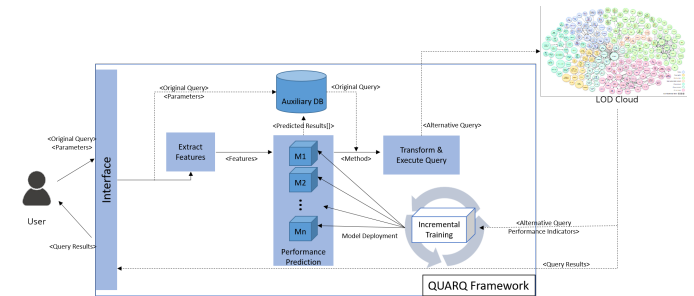 LOD Cloud
<Original Query>
<Parameters>
<Original Query>
Auxiliary DB
<Alternative Query>
<Predicted Results[]>
<Original Query>
<Parameters>
Interface
Extract
Features
<Features>
M1
M2
Mn
<Method>
Transform &
Execute Query
User
Incremental
Training
<Alternative Query
Performance Indicators>
Model Deployment
<Query Results>
Performance
Prediction
<Query Results>
QUARQ Framework